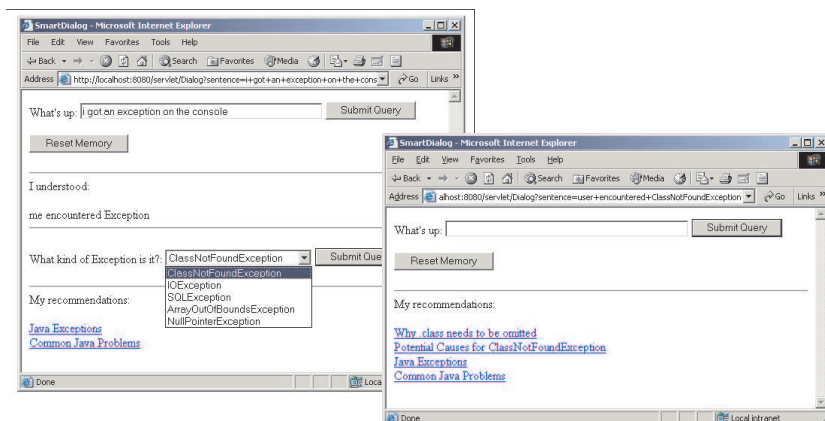 SmartDialog - Microsoft Internet Explorer
File Edit View Favorites Tools Help
Back Search Favorites Media
Address http://localhost:8080/servlet/Dialog?sentence=i+got+an+exception+on+the+cons Go Links »
What's up: i got an exception on the console Submit Query
Reset Memory
I understood:
me encountered Exception
What kind of Exception is it?: ClassNotFoundException Submit Que
ClassNotFoundException
IOException
SQLException
ArrayOutOfBoundsException
NullPointerException
My recommendations:
Java Exceptions
Common Java Problems
Done Loca
SmartDialog - Microsoft Internet Explorer
File Edit View Favorites Tools Help
Back Search Favorites Media
Address alhost:8080/servlet/Dialog?sentence=user+encountered+ClassNotFoundException Go Links »
What's up: Submit Query
Reset Memory
My recommendations:
Why .class needs to be omitted
Potential Causes for ClassNotFoundException
Java Exceptions
Common Java Problems
Done Local intranet